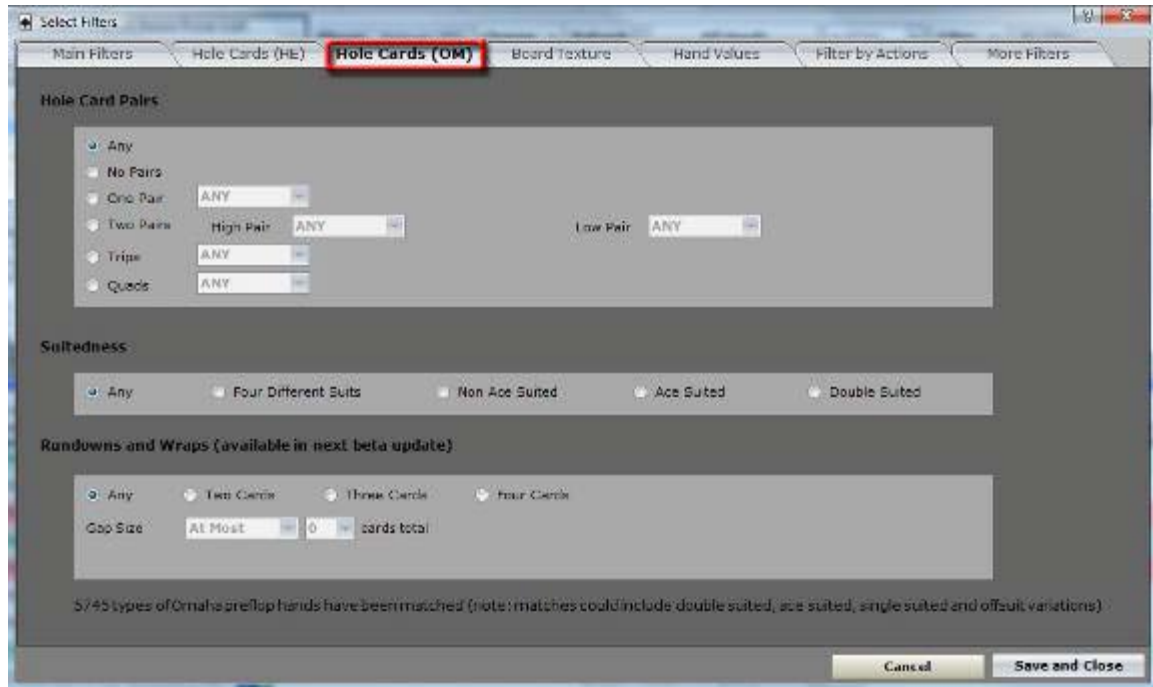 Select Filters
Main Filters Hole Cards (HE) Hole Cards (OM) Board Texture Hand Values Filter by Actions More Filters
Hole Card Pairs
Any
No Pairs
One Pair ANY
Two Pairs High Pair ANY Low Pair ANY
Trips ANY
Quads ANY
Suitedness
Any Four Different Suits Non Ace Suited Ace Suited Double Suited
Rundowns and Wraps (available in next beta update)
Any Two Cards Three Cards Four Cards
Gap Size At Most 0 cards total
5745 types of Omaha preflop hands have been matched (note: matches could include double suited, ace suited, single suited and offsuit variations)
Cancel Save and Close